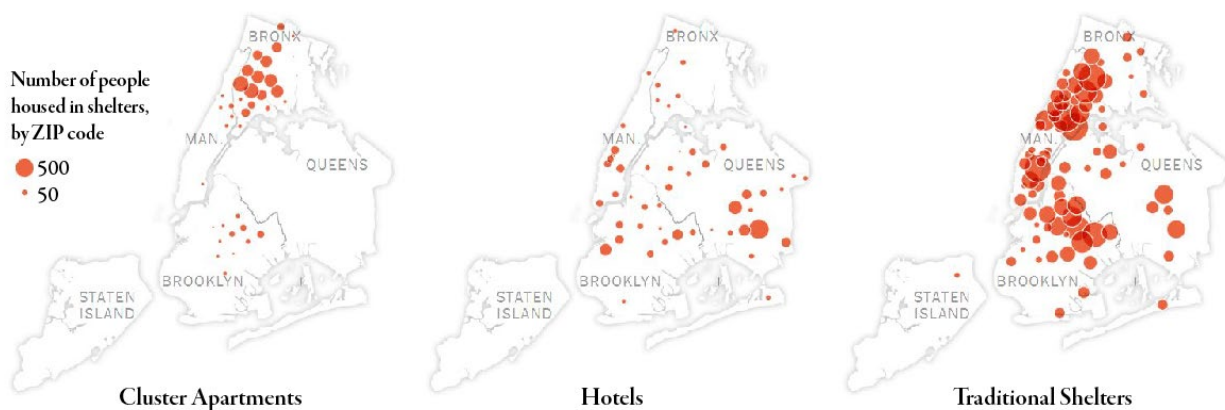 Number of people
housed in shelters,
by ZIP code
500
50
BRONX
MAN.
QUEENS
BROOKLYN
STATEN
ISLAND
Cluster Apartments
BRONX
MAN.
QUEENS
BROOKLYN
STATEN
ISLAND
Hotels
BRONX
MAN.
QUEENS
BROOKLYN
STATEN
ISLAND
Traditional Shelters